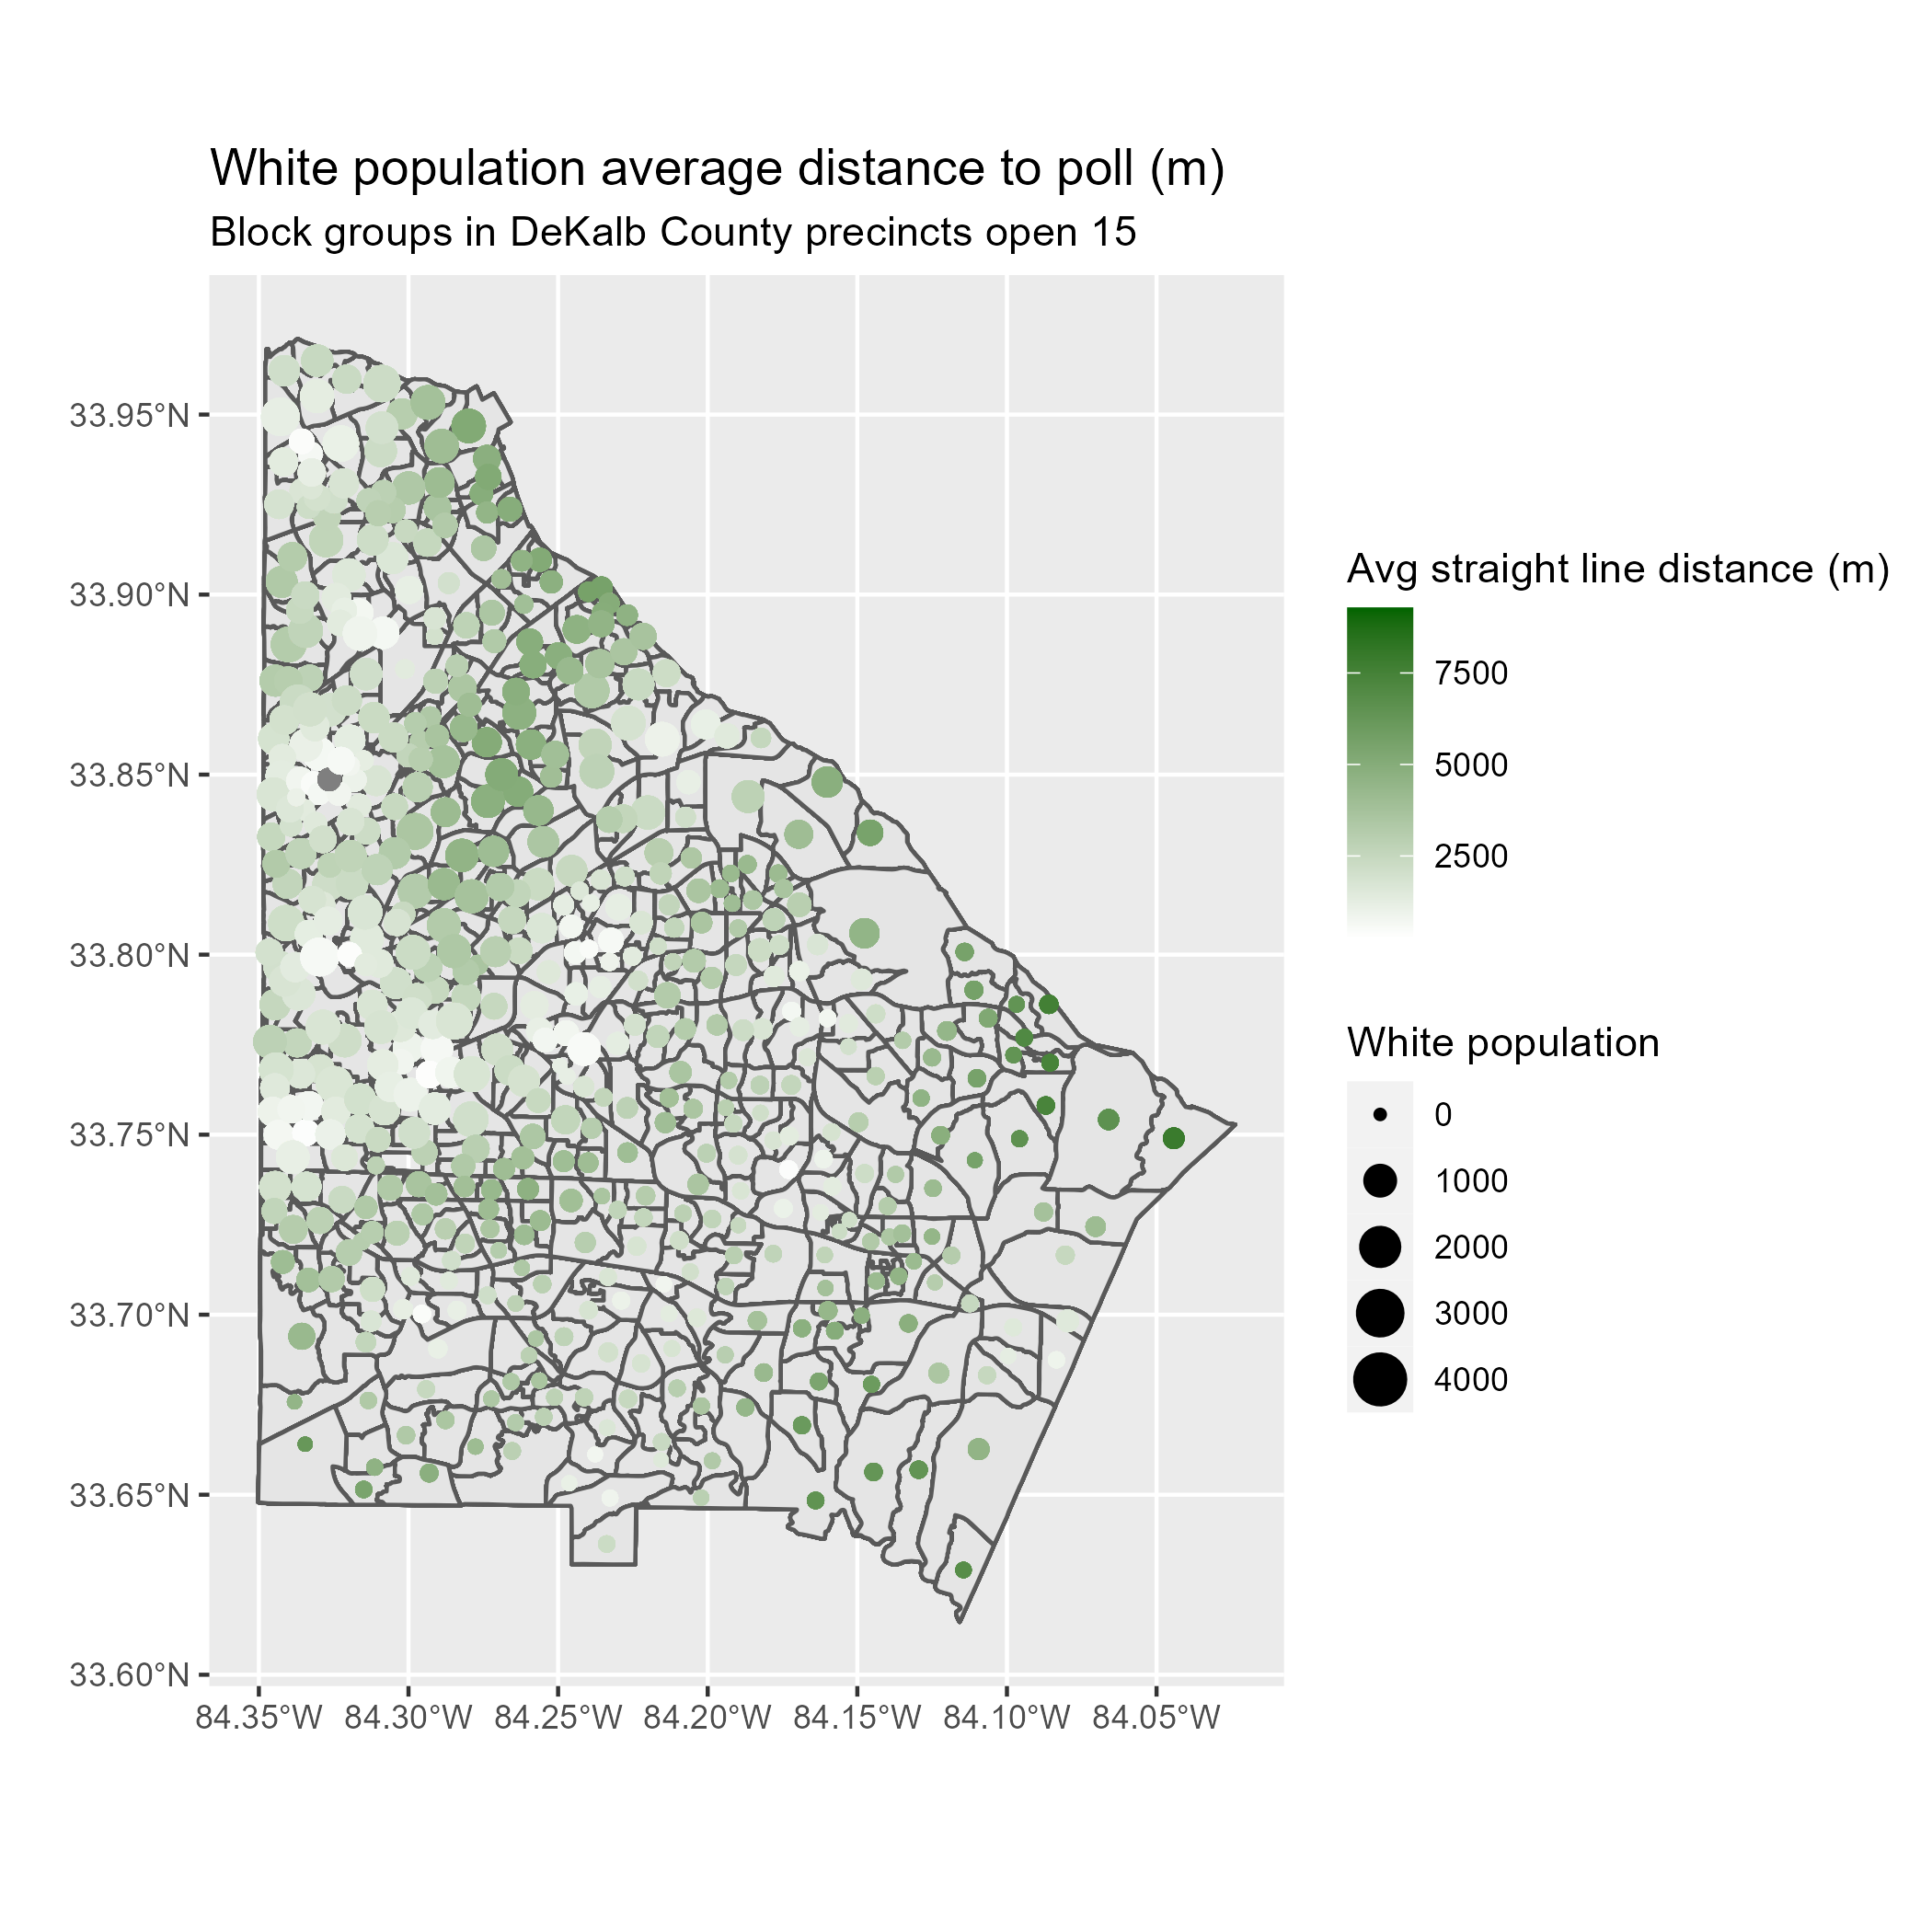 White population average distance to poll (m)
Block groups in DeKalb County precincts open 15
33.95°N
33.90°N
33.85°N
33.80°N
33.75°N
33.70°N
33.65°N
33.60°N
84.35°W 84.30°W 84.25°W 84.20°W 84.15°W 84.10°W 84.05°W
Avg straight line distance (m)
7500
5000
2500
White population
0
1000
2000
3000
4000